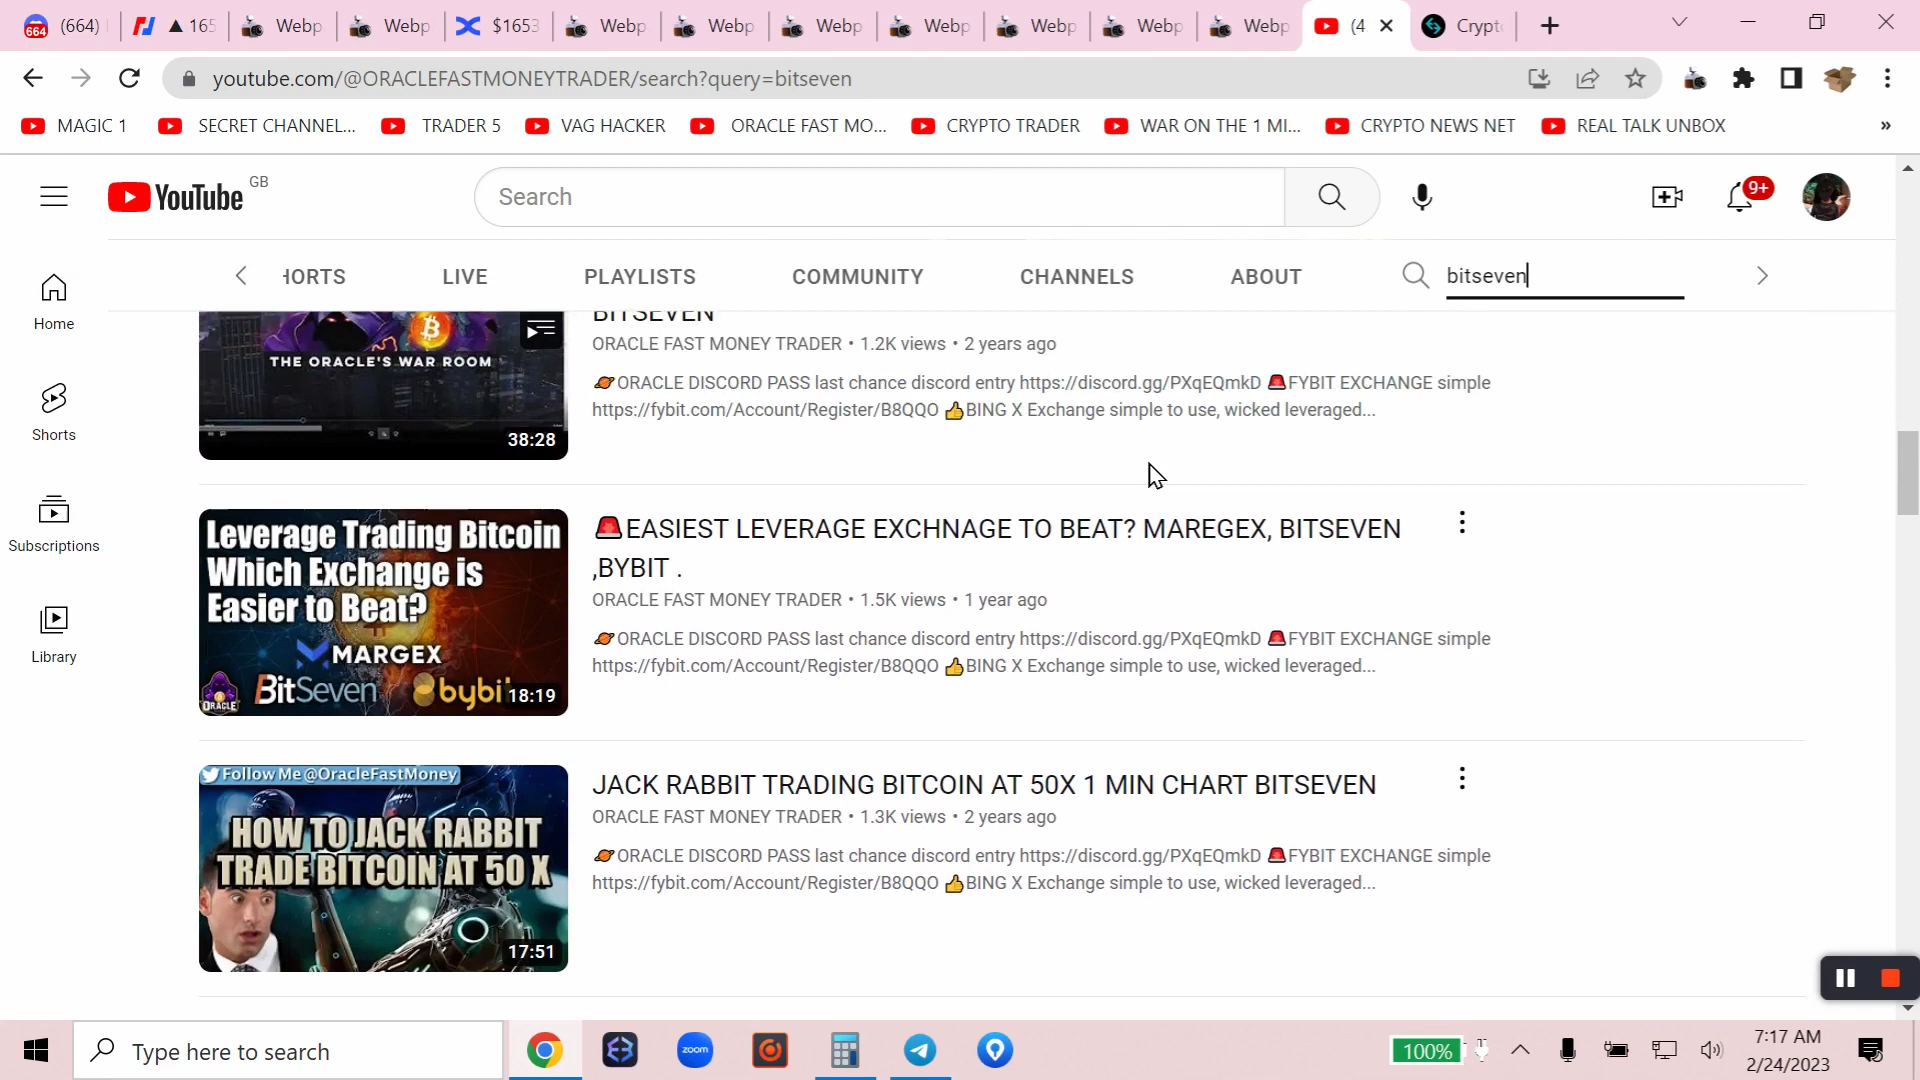 664 (664) ▲ 165 Webp Webp $1653 Webp Webp Webp Webp Webp Webp Webp (4 Crypt
youtube.com/@ORACLEFASTMONEYTRADER/search?query=bitseven
MAGIC 1 SECRET CHANNEL... TRADER 5 VAG HACKER ORACLE FAST MO... CRYPTO TRADER WAR ON THE 1 MI... CRYPTO NEWS NET REAL TALK UNBOX »
YouTube GB Search 9+
HORTS LIVE PLAYLISTS COMMUNITY CHANNELS ABOUT bitseven
Home
Shorts
Subscriptions
Library
THE ORACLE'S WAR ROOM
38:28
BITSEVEN
ORACLE FAST MONEY TRADER • 1.2K views • 2 years ago
🪐ORACLE DISCORD PASS last chance discord entry https://discord.gg/PXqEQmkD 🚨FYBIT EXCHANGE simple
https://fybit.com/Account/Register/B8QQO 👍BING X Exchange simple to use, wicked leveraged...
Leverage Trading Bitcoin
Which Exchange is
Easier to Beat?
MARGEX
ORACLE BitSeven bybi 18:19
🚨EASIEST LEVERAGE EXCHNAGE TO BEAT? MAREGEX, BITSEVEN
,BYBIT .
ORACLE FAST MONEY TRADER • 1.5K views • 1 year ago
🪐ORACLE DISCORD PASS last chance discord entry https://discord.gg/PXqEQmkD 🚨FYBIT EXCHANGE simple
https://fybit.com/Account/Register/B8QQO 👍BING X Exchange simple to use, wicked leveraged...
Follow Me @OracleFastMoney
HOW TO JACK RABBIT
TRADE BITCOIN AT 50 X
17:51
JACK RABBIT TRADING BITCOIN AT 50X 1 MIN CHART BITSEVEN
ORACLE FAST MONEY TRADER • 1.3K views • 2 years ago
🪐ORACLE DISCORD PASS last chance discord entry https://discord.gg/PXqEQmkD 🚨FYBIT EXCHANGE simple
https://fybit.com/Account/Register/B8QQO 👍BING X Exchange simple to use, wicked leveraged...
Type here to search zoom 100% 7:17 AM
2/24/2023